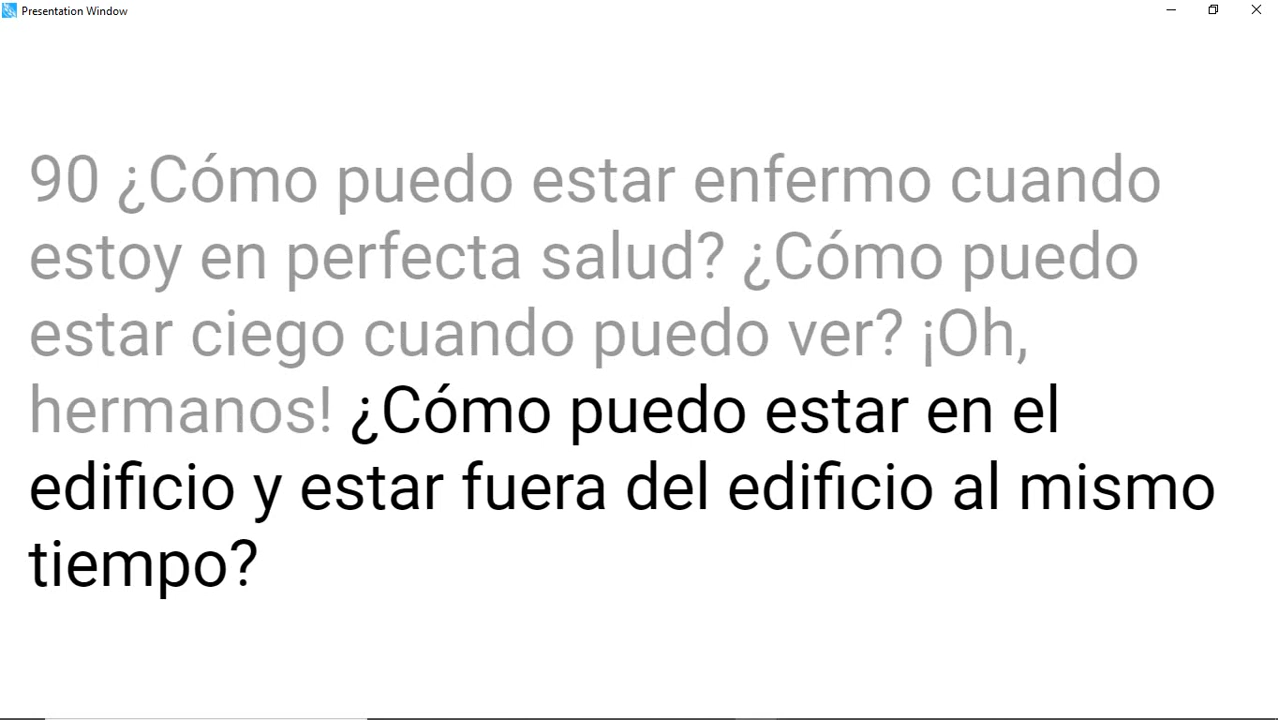 Presentation Window
90 ¿Cómo puedo estar enfermo cuando
estoy en perfecta salud? ¿Cómo puedo
estar ciego cuando puedo ver? ¡Oh,
hermanos! ¿Cómo puedo estar en el
edificio y estar fuera del edificio al mismo
tiempo?